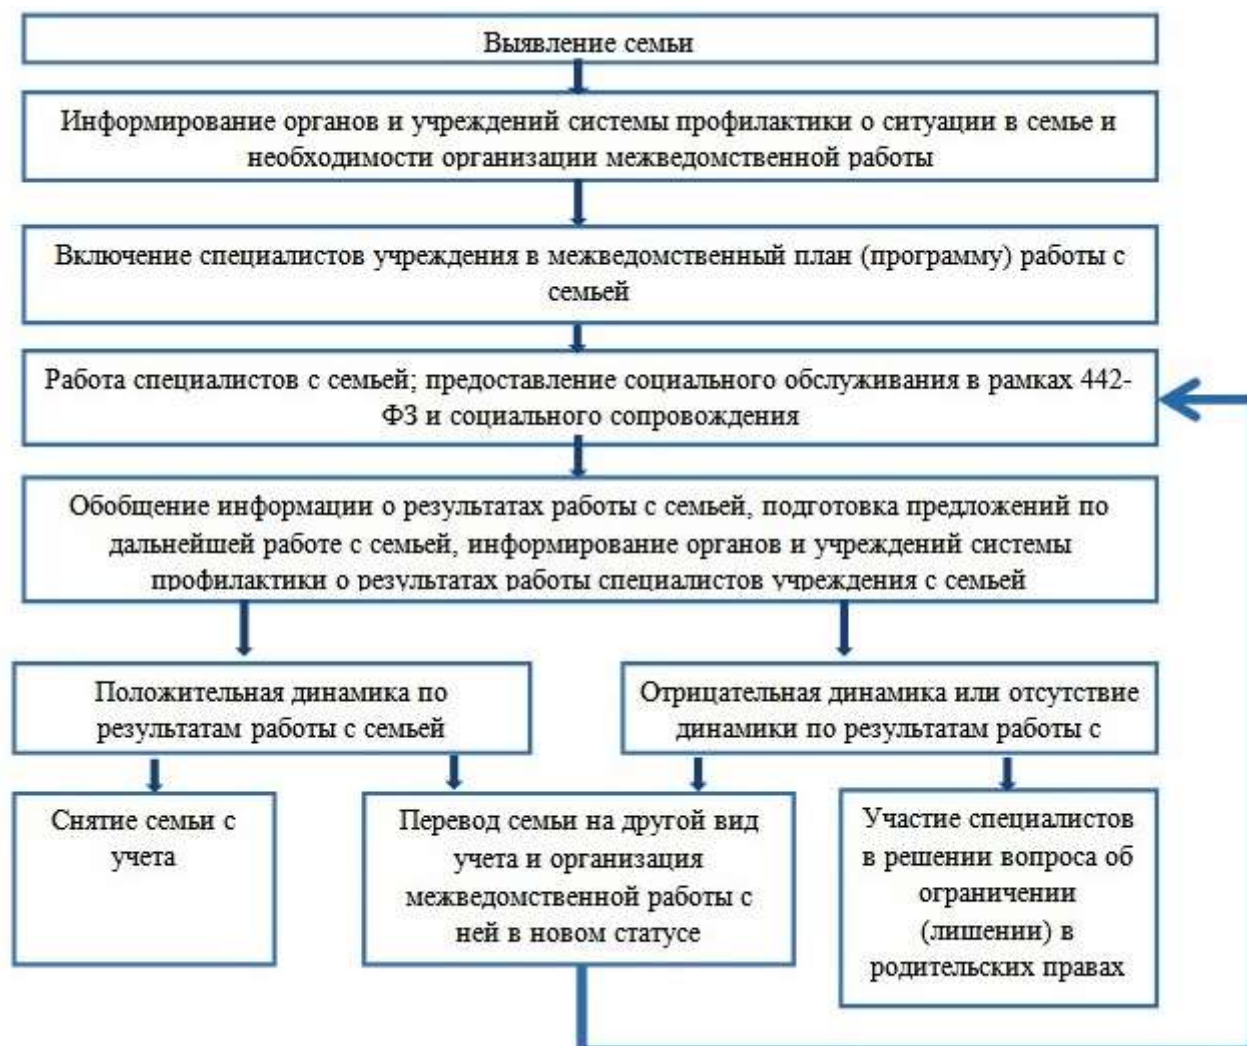 Выявление семьи
Информирование органов и учреждений системы профилактики о ситуации в семье и
необходимости организации межведомственной работы
Включение специалистов учреждения в межведомственный план (программу) работы с
семьей
Работа специалистов с семьей; предоставление социального обслуживания в рамках 442-
ФЗ и социального сопровождения
Обобщение информации о результатах работы с семьей, подготовка предложений по
дальнейшей работе с семьей, информирование органов и учреждений системы
профилактики о результатах работы специалистов учреждения с семьей
Положительная динамика по
результатам работы с семьей
Отрицательная динамика или отсутствие
динамики по результатам работы с
Снятие семьи с
учета
Перевод семьи на другой вид
учета и организация
межведомственной работы с
ней в новом статусе
Участие специалистов
в решении вопроса об
ограничении
(лишении) в
родительских правах